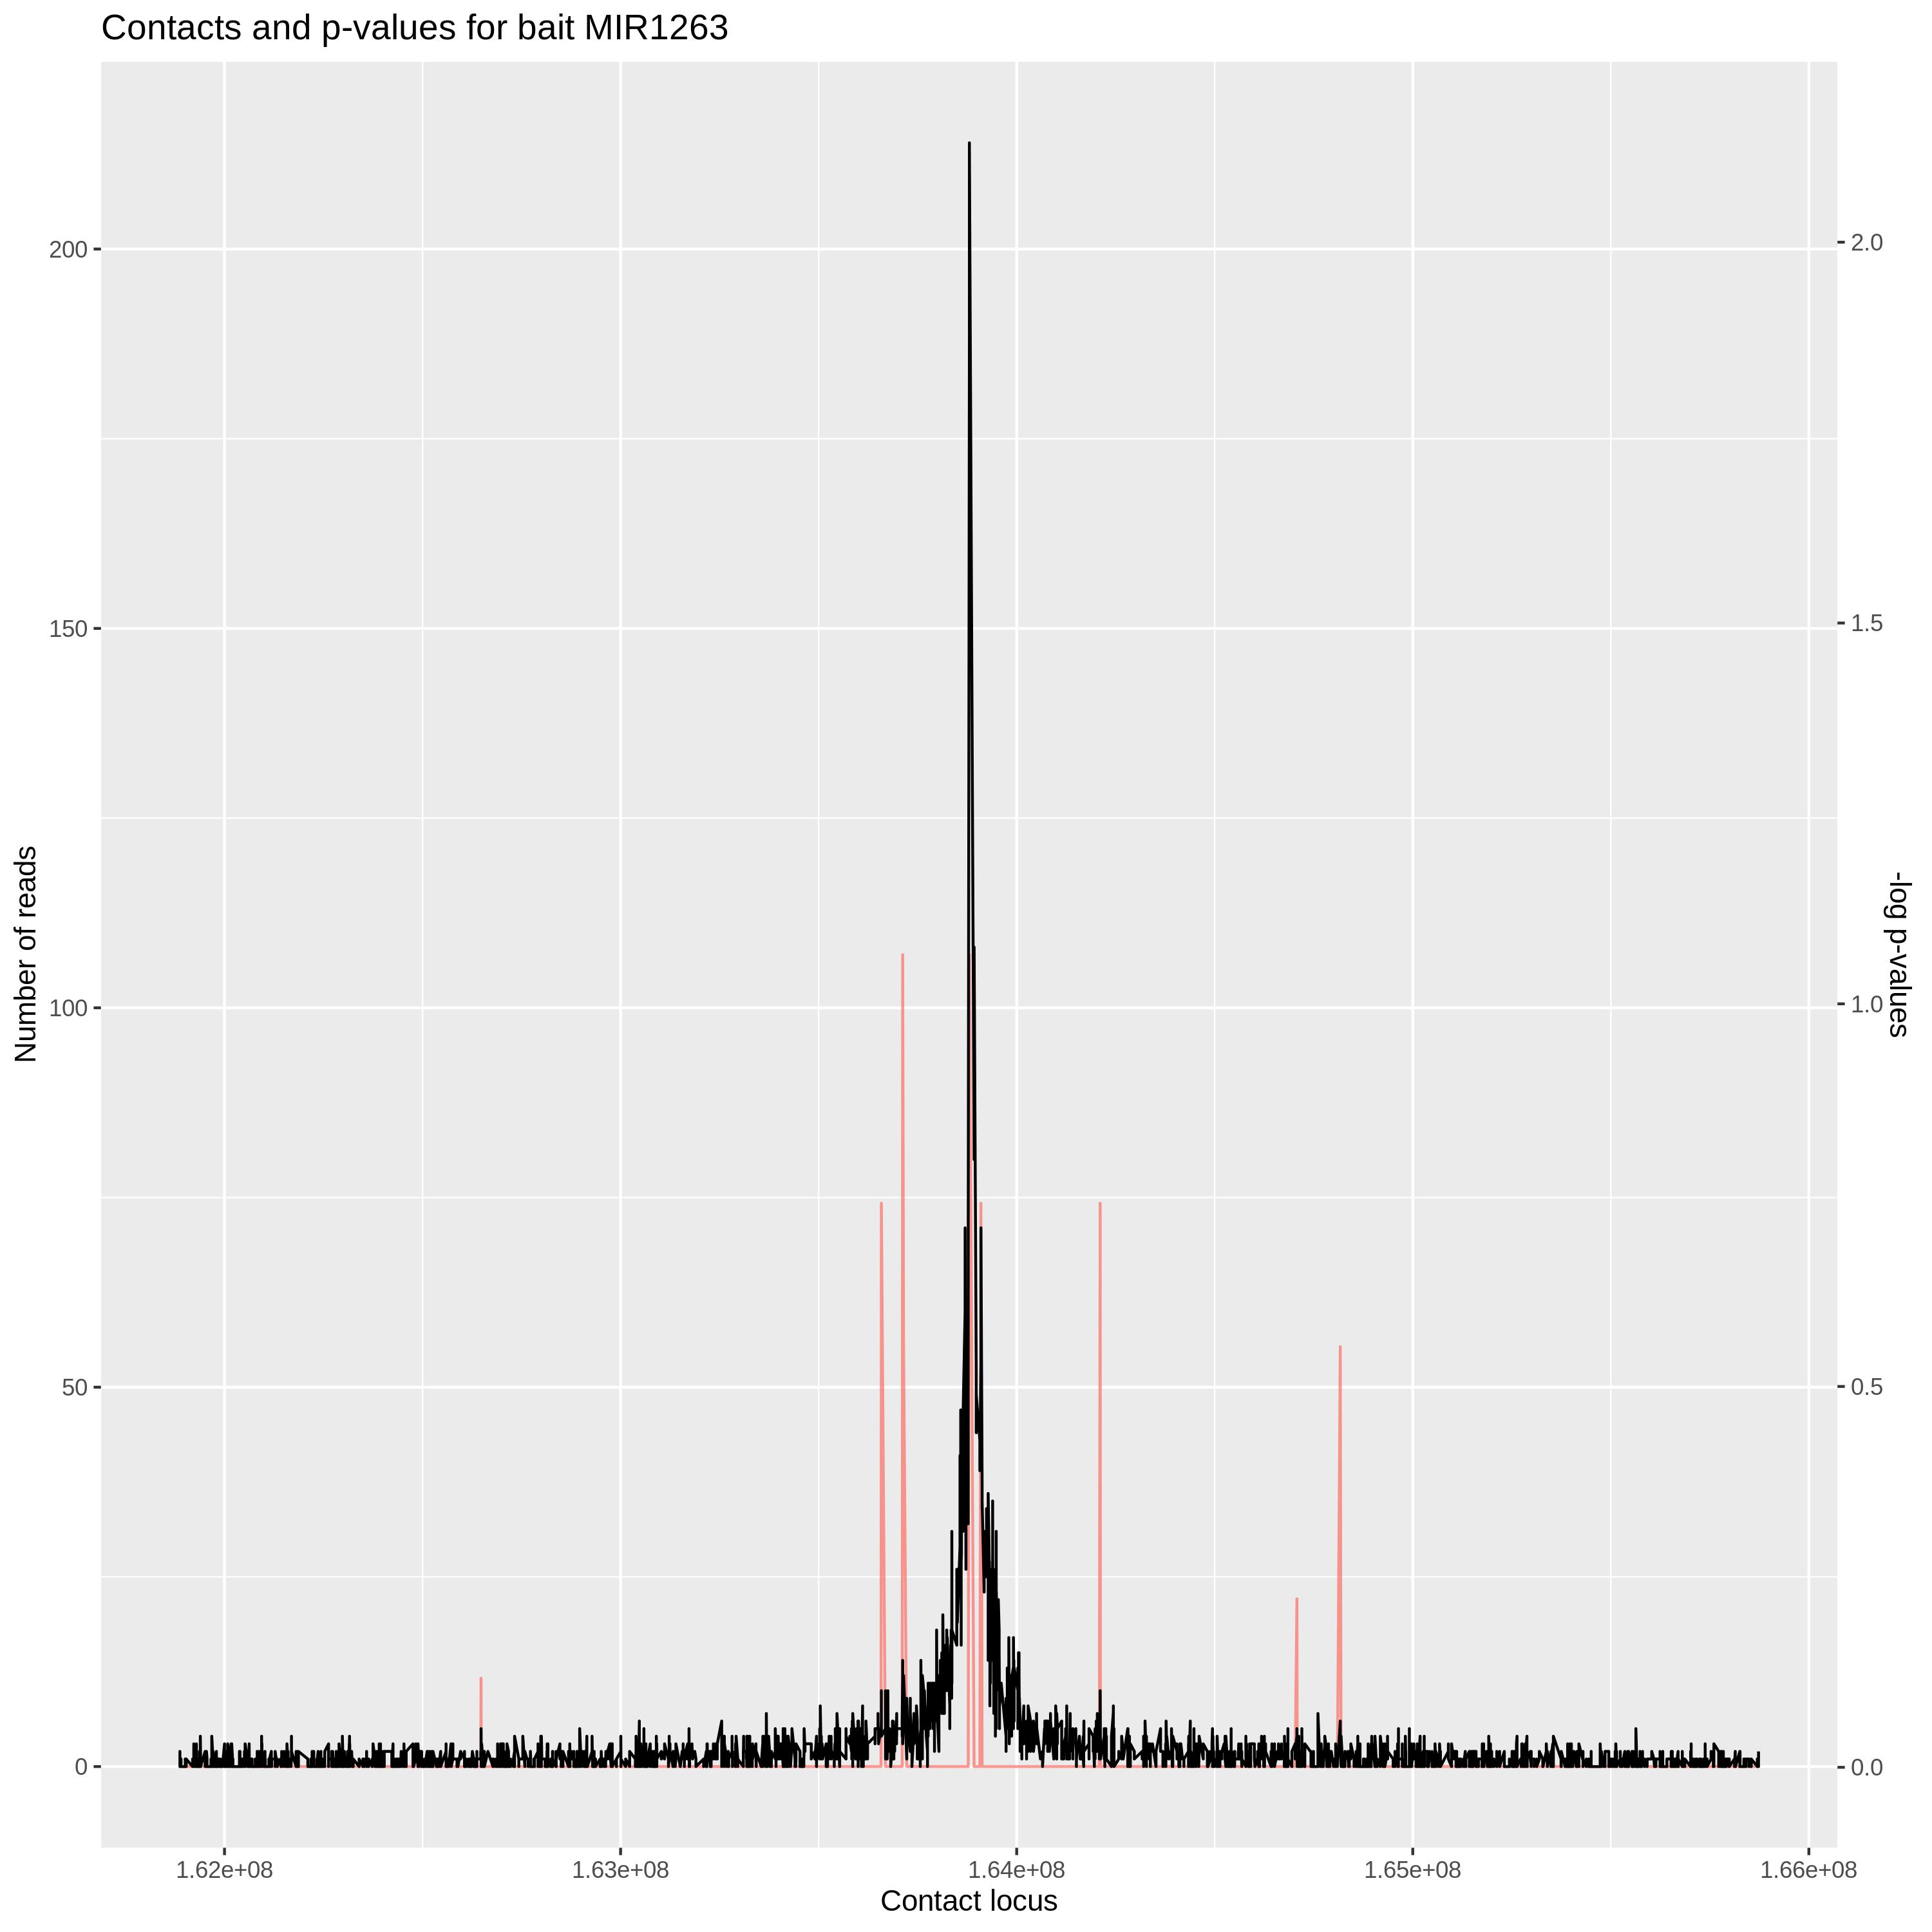 Contacts and p-values for bait MIR1263
200
150
100
50
0
2.0
1.5
1.0
0.5
0.0
Number of reads
-log p-values
1.62e+08
1.63e+08
1.64e+08
1.65e+08
1.66e+08
Contact locus